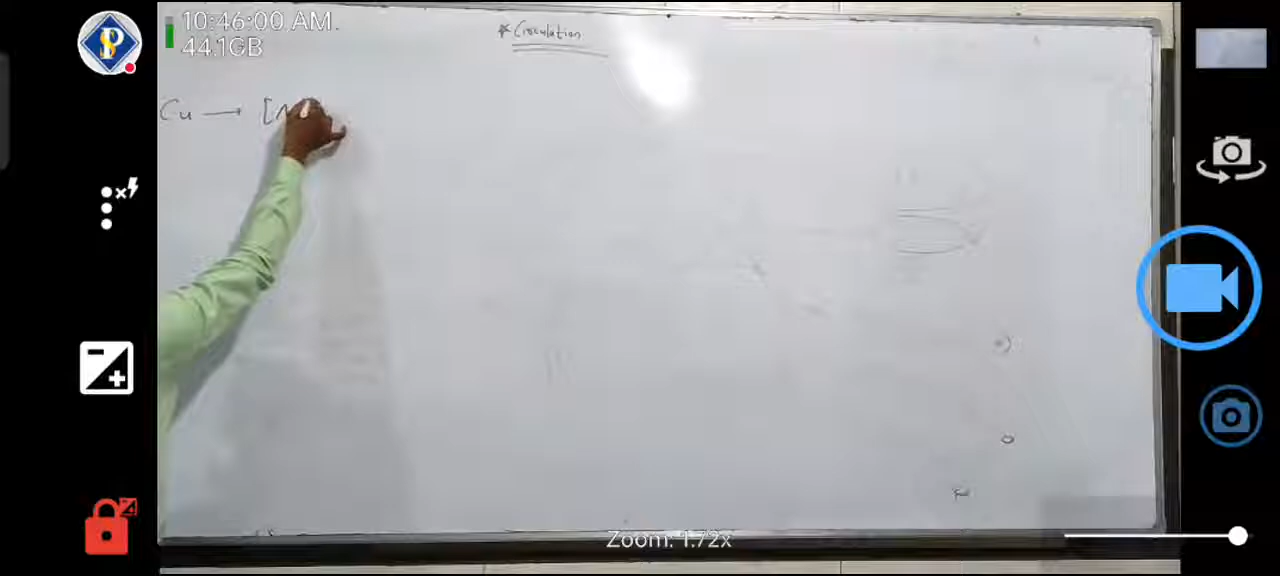 10:46:00 AM.
44.1GB
* Circulation
Cu → [N
Zoom: 1.72x